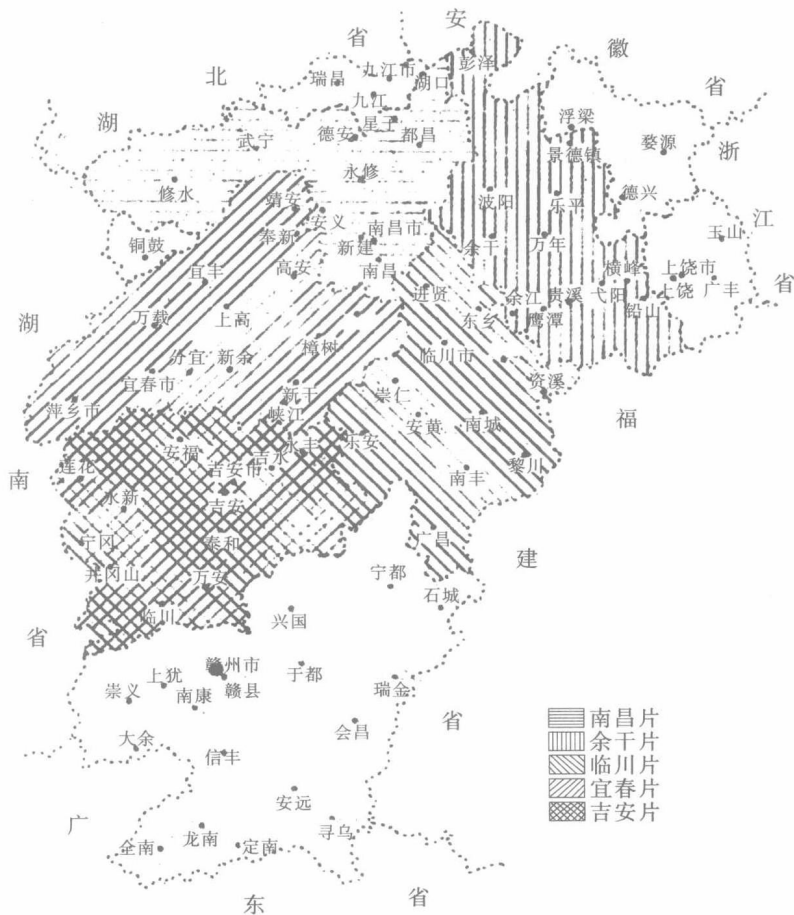 安
省
徽
彭泽
九江市
瑞昌
湖口
北
省
九江
浮梁
湖
星子
德安
都昌
武宁
景德镇
婺源
浙
永修
修水
靖安
波阳
乐平
德兴
安义
南昌市
江
奉新
新建
余干
万年
玉山
铜鼓
高安
南昌
横峰
上饶市
宜丰
进贤
余江
贵溪
弋阳
上饶
广丰
省
铅山
湖
万载
上高
东乡
鹰潭
樟树
临川市
分宜
新余
宜春市
资溪
新干
崇仁
萍乡市
峡江
安黄
南城
福
永丰
乐安
安福
吉水
莲花
吉安市
黎川
南
南丰
永新
吉安
宁冈
泰和
广昌
建
井冈山
万安
宁都
石城
临川
兴国
省
赣州市
上犹
于都
瑞金
崇义
赣县
南康
省
会昌
大余
信丰
南昌片
余干片
临川片
安远
宜春片
广
寻乌
吉安片
龙南
全南
定南
东
省